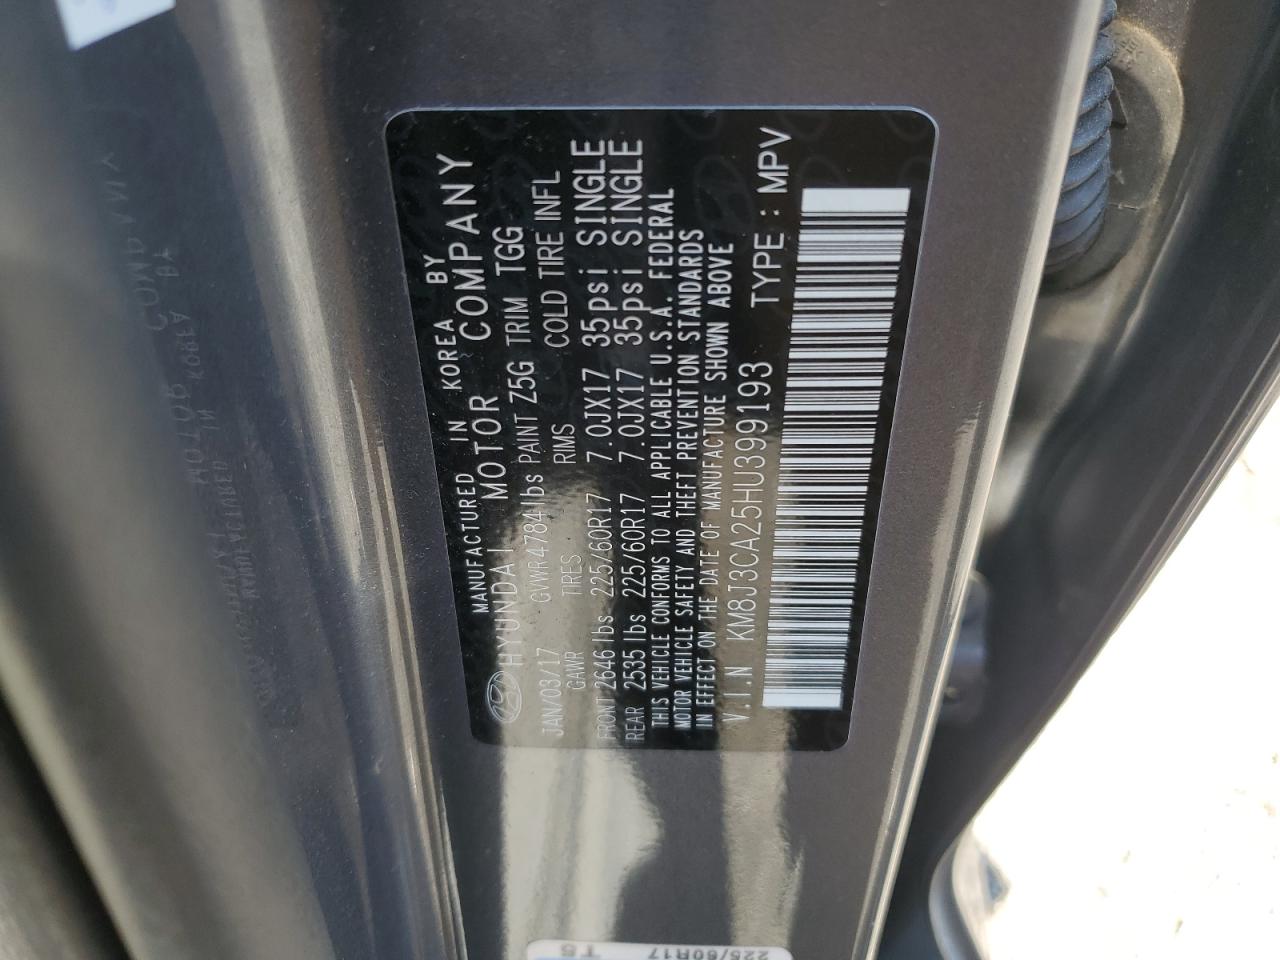 MANUFACTURED IN KOREA BY
HYUNDAI MOTOR COMPANY
JAN/03/17 GVWR 4784 lbs PAINT Z5G TRIM TGG
GAWR TIRES RIMS COLD TIRE INFL
FRONT 2646 lbs 225/60R17 7.0JX17 35psi SINGLE
REAR 2535 lbs 225/60R17 7.0JX17 35psi SINGLE
THIS VEHICLE CONFORMS TO ALL APPLICABLE U.S.A. FEDERAL
MOTOR VEHICLE SAFETY AND THEFT PREVENTION STANDARDS
IN EFFECT ON THE DATE OF MANUFACTURE SHOWN ABOVE
V.I.N KM8J3CA25HU399193 TYPE : MPV
225/60R17